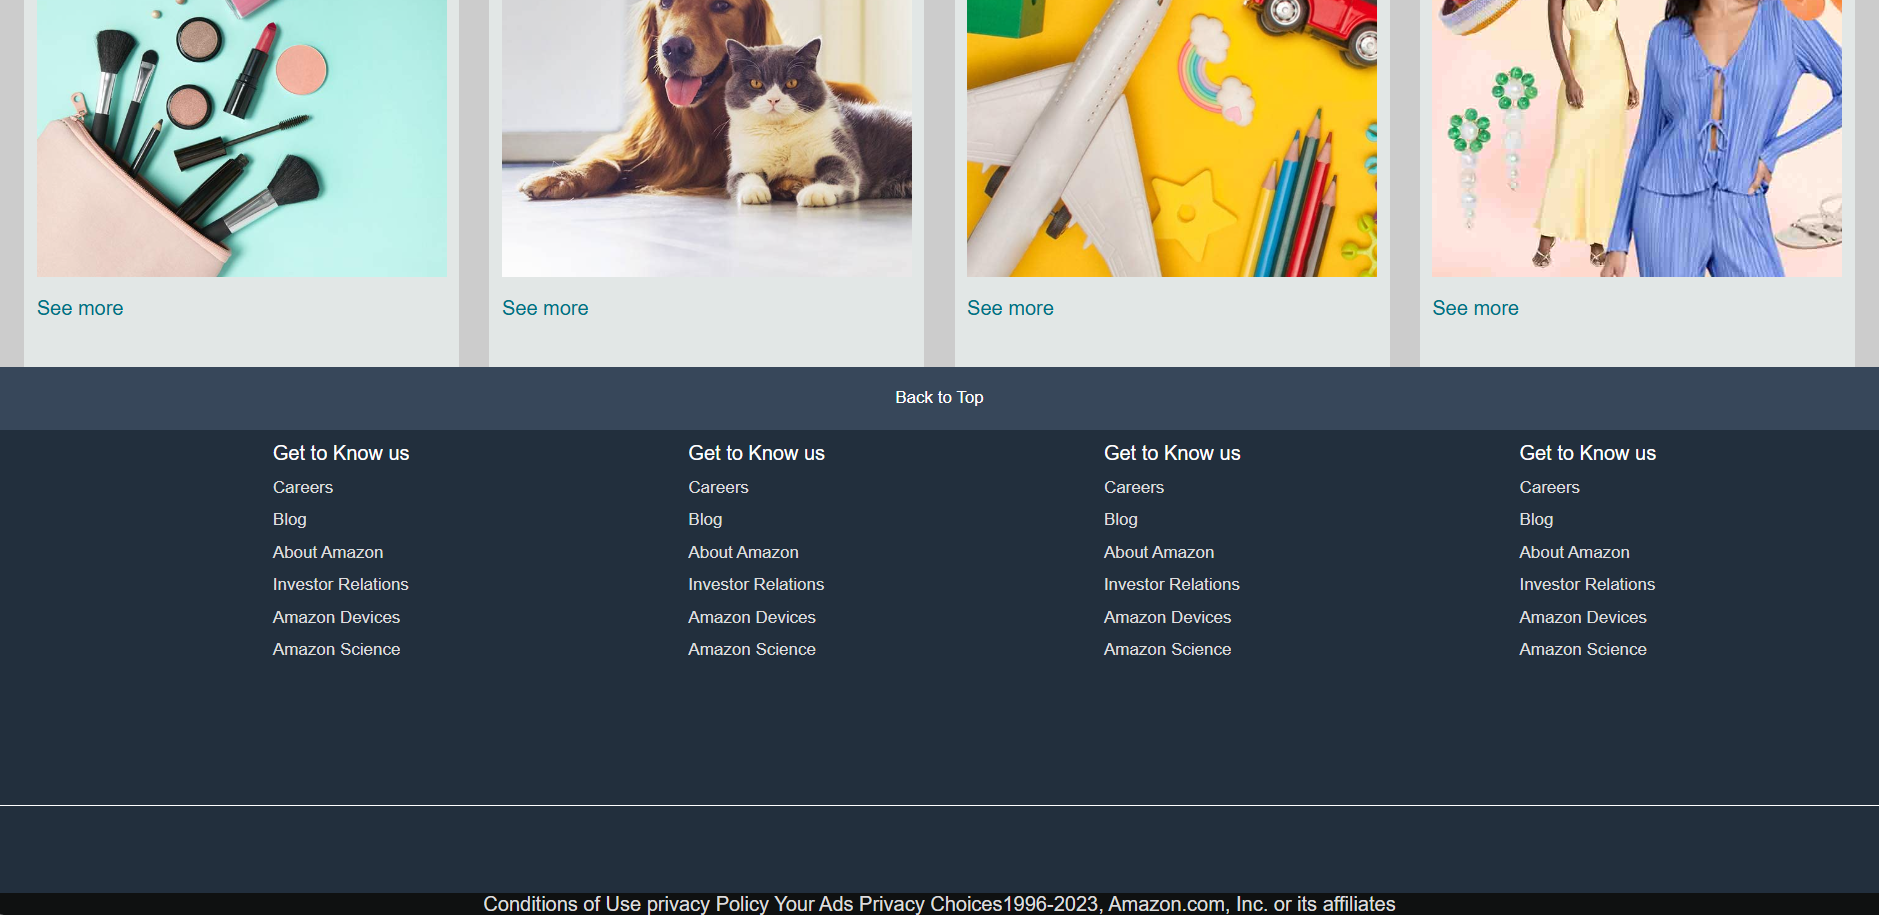 See more
See more
See more
See more
Back to Top
Get to Know us
Careers
Blog
About Amazon
Investor Relations
Amazon Devices
Amazon Science
Get to Know us
Careers
Blog
About Amazon
Investor Relations
Amazon Devices
Amazon Science
Get to Know us
Careers
Blog
About Amazon
Investor Relations
Amazon Devices
Amazon Science
Get to Know us
Careers
Blog
About Amazon
Investor Relations
Amazon Devices
Amazon Science
Conditions of Use privacy Policy Your Ads Privacy Choices1996-2023, Amazon.com, Inc. or its affiliates